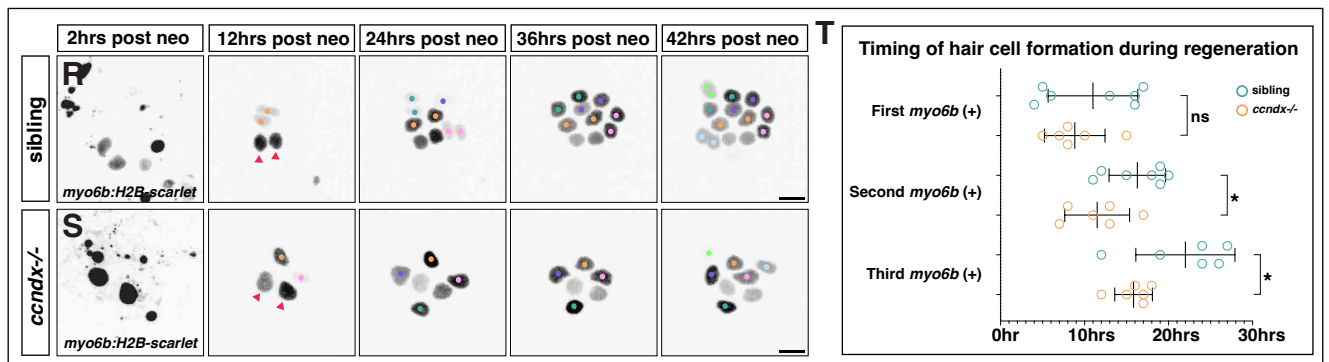 2hrs post neo
12hrs post neo
24hrs post neo
36hrs post neo
42hrs post neo
sibling
R
myo6b:H2B-scarlet
ccndx-/-
S
myo6b:H2B-scarlet
T
Timing of hair cell formation during regeneration
sibling
ccndx-/-
First myo6b (+)
ns
Second myo6b (+)
*
Third myo6b (+)
*
0hr 10hrs 20hrs 30hrs